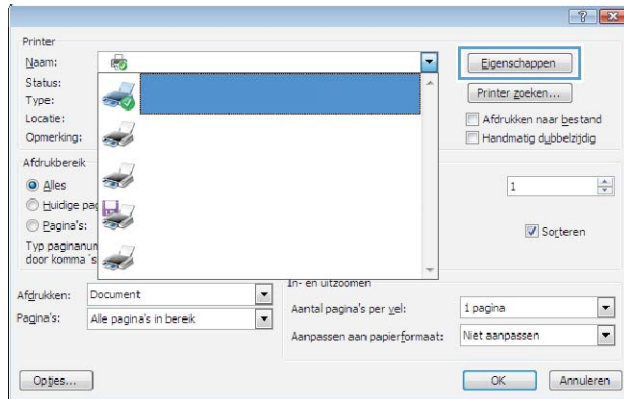 Printer
Naam:
Eigenschappen
Status:
Printer zoeken...
Type:
Locatie:
Afdrukken naar bestand
Opmerking:
Handmatig dubbelzijdig
Afdrukbereik
Alles
1
Huidige
Pagina's:
Sorteren
Typ
door komma
In- en uitzoomen
Afdrukken: Document
Aantal pagina's per vel: 1 pagina
Pagina's: Alle pagina's in bereik
Aanpassen aan papierformaat: Niet aanpassen
Opties...
OK
Annuleren